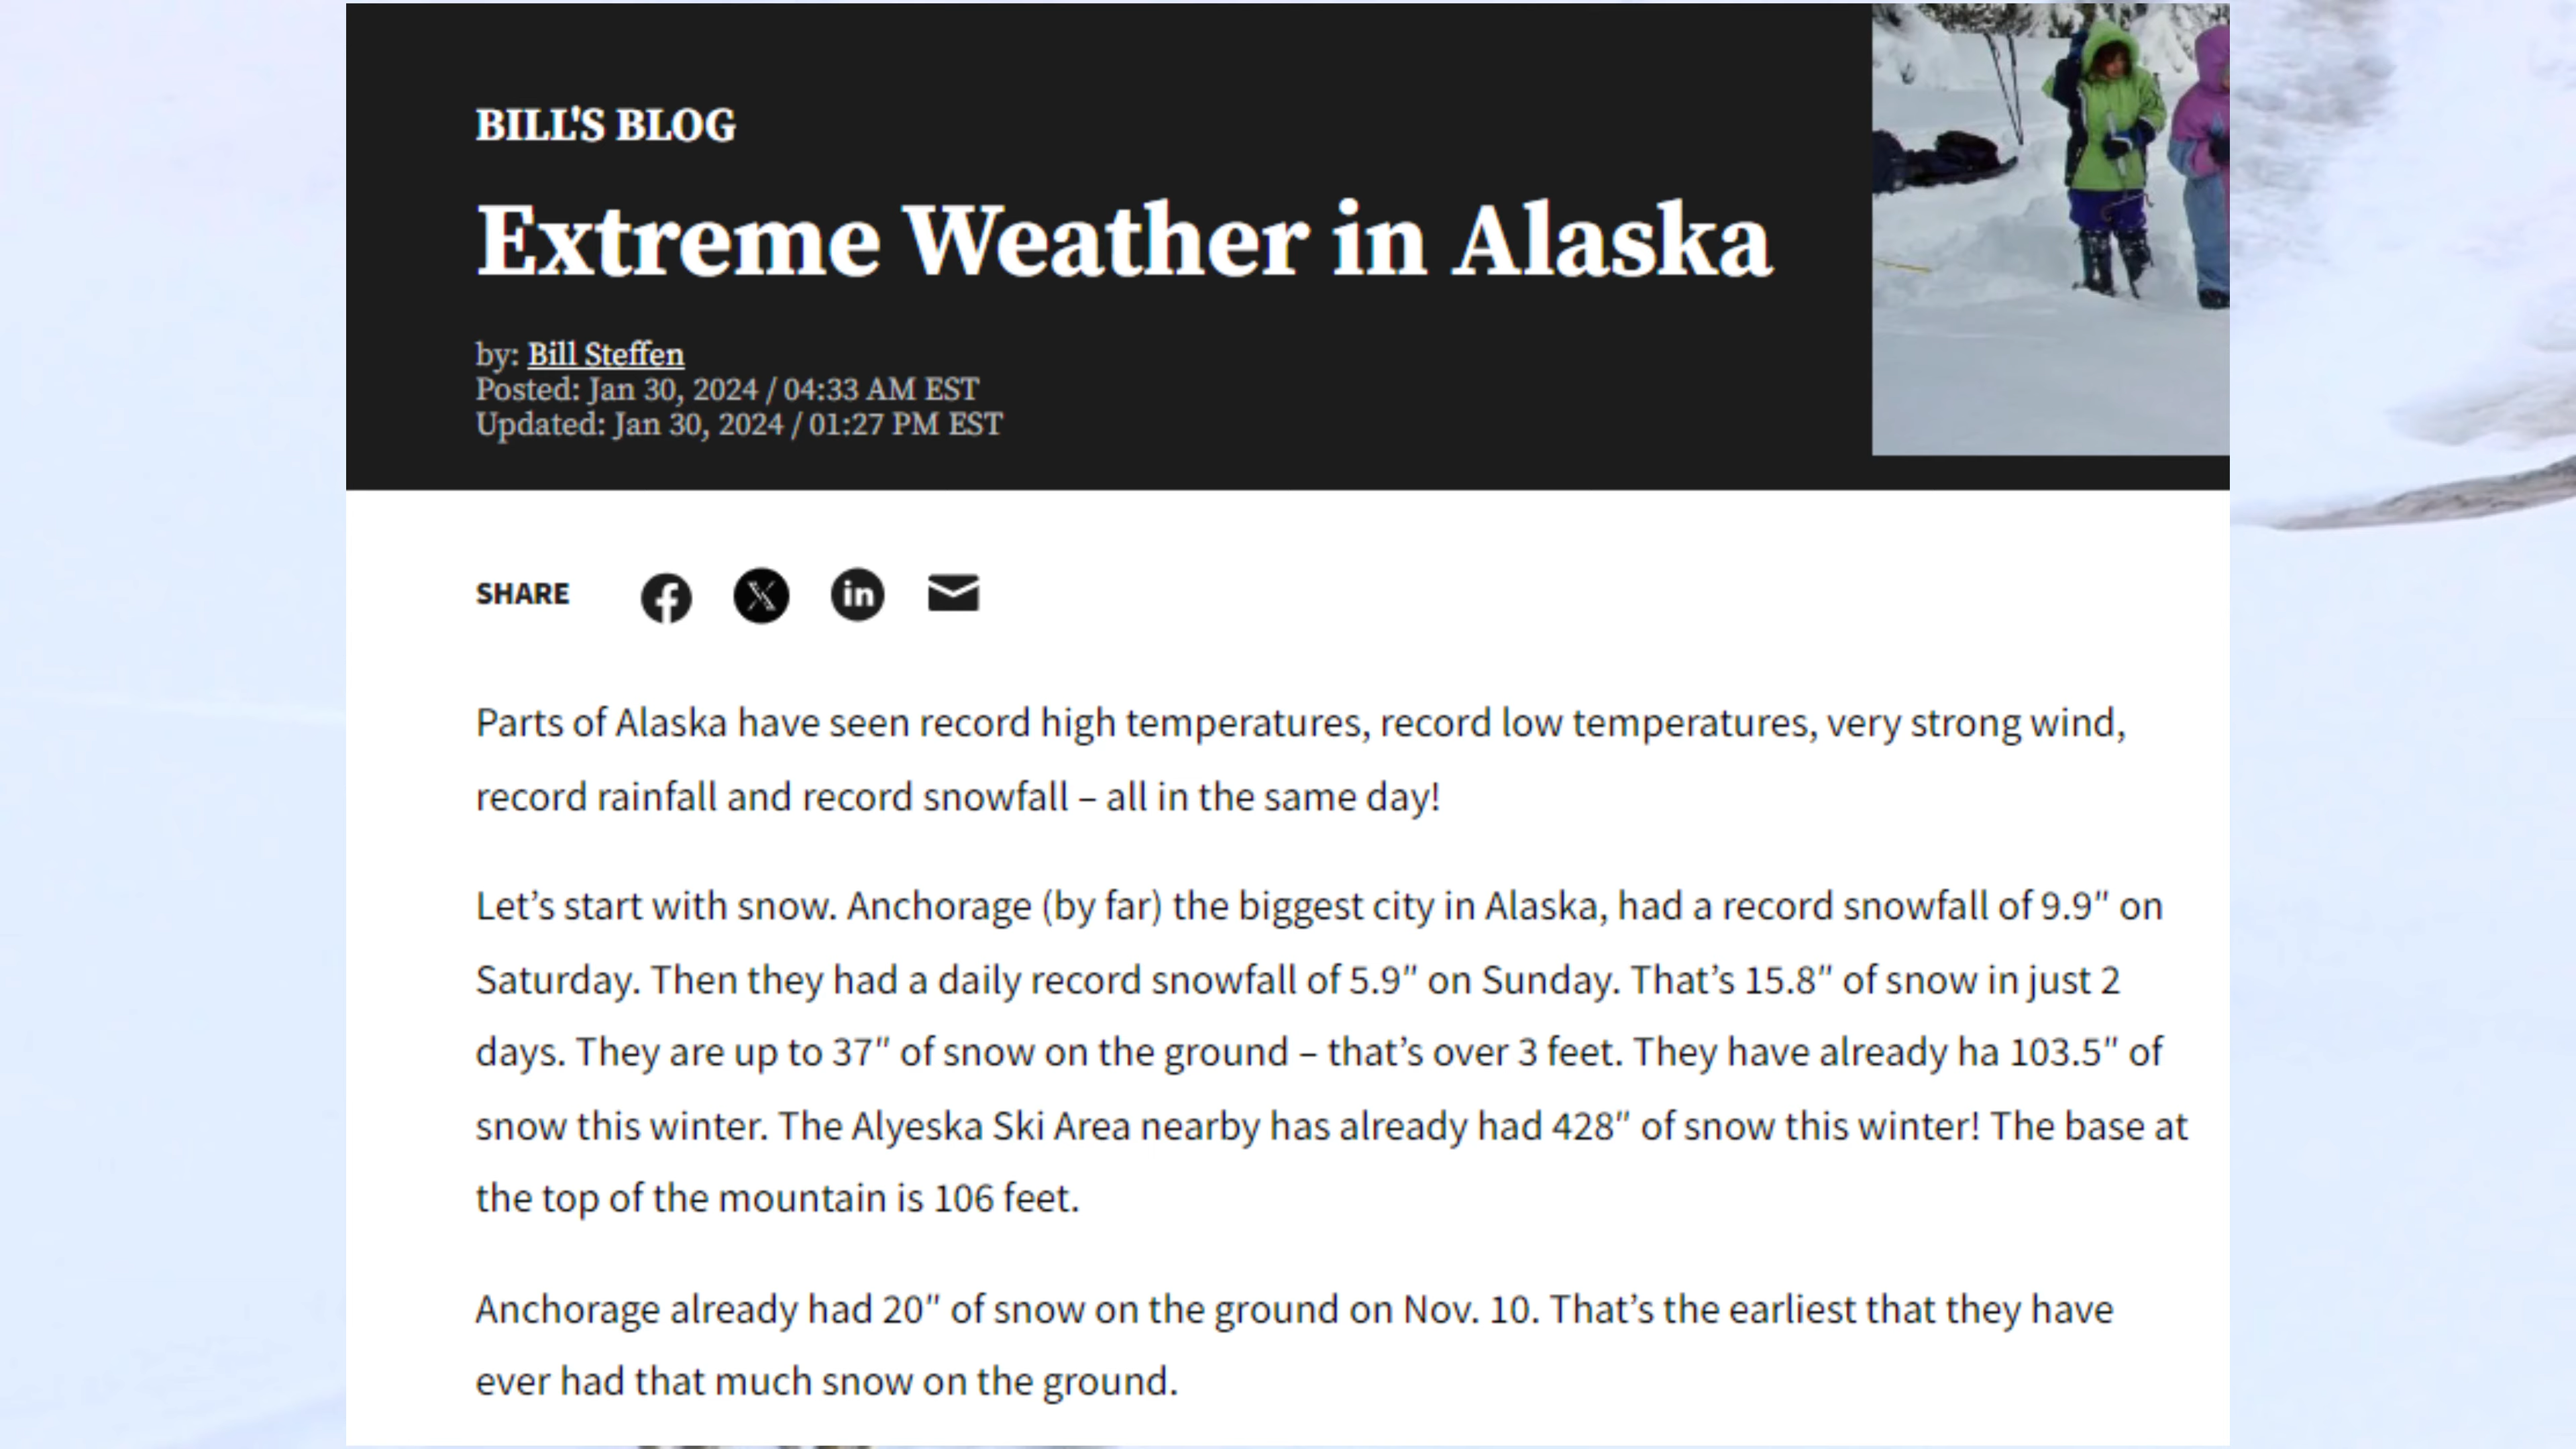 BILL'S BLOG
Extreme Weather in Alaska
by: Bill Steffen
Posted: Jan 30, 2024 / 04:33 AM EST
Updated: Jan 30, 2024 / 01:27 PM EST
SHARE
Parts of Alaska have seen record high temperatures, record low temperatures, very strong wind,
record rainfall and record snowfall – all in the same day!
Let’s start with snow. Anchorage (by far) the biggest city in Alaska, had a record snowfall of 9.9″ on
Saturday. Then they had a daily record snowfall of 5.9″ on Sunday. That’s 15.8″ of snow in just 2
days. They are up to 37″ of snow on the ground – that’s over 3 feet. They have already ha 103.5″ of
snow this winter. The Alyeska Ski Area nearby has already had 428″ of snow this winter! The base at
the top of the mountain is 106 feet.
Anchorage already had 20″ of snow on the ground on Nov. 10. That’s the earliest that they have
ever had that much snow on the ground.